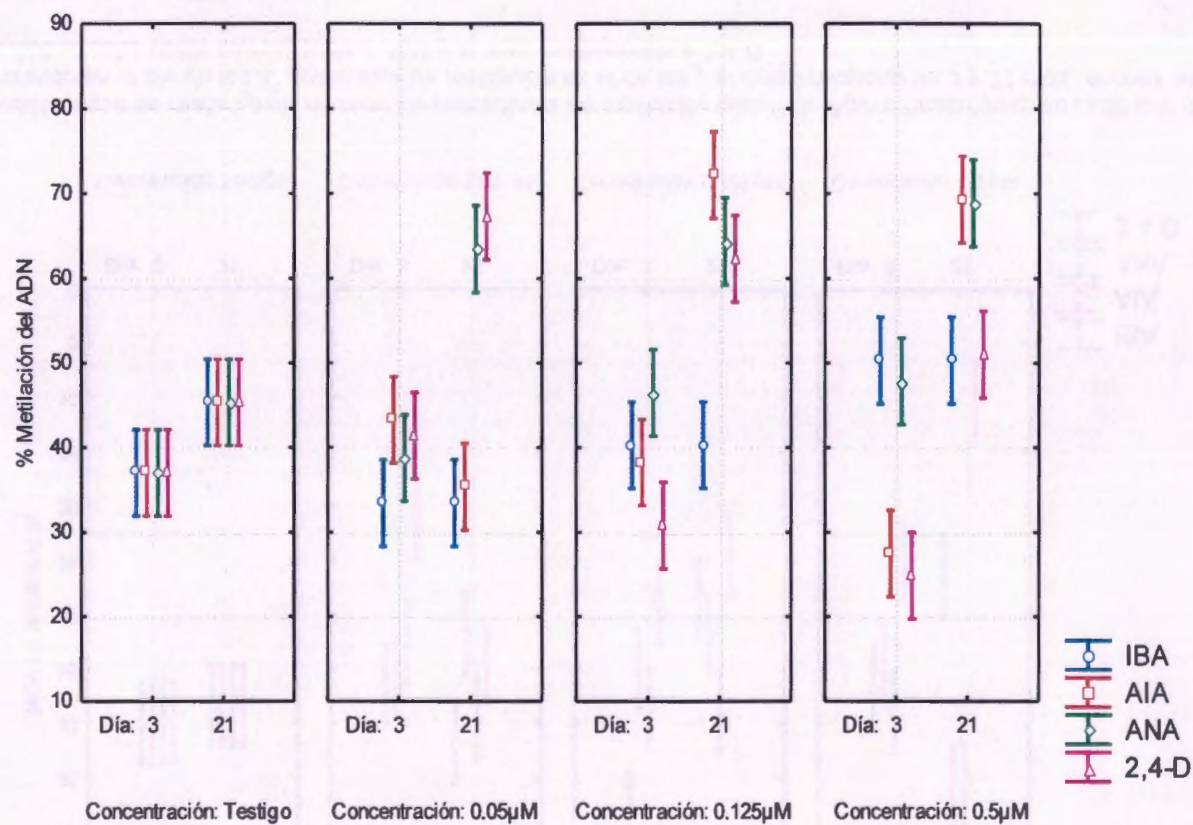 % Metilación del ADN
90
80
70
60
50
40
30
20
10
Día: 3 21
Día: 3 21
Día: 3 21
Día: 3 21
Concentración: Testigo
Concentración: 0.05µM
Concentración: 0.125µM
Concentración: 0.5µM
IBA
AIA
ANA
2,4-D